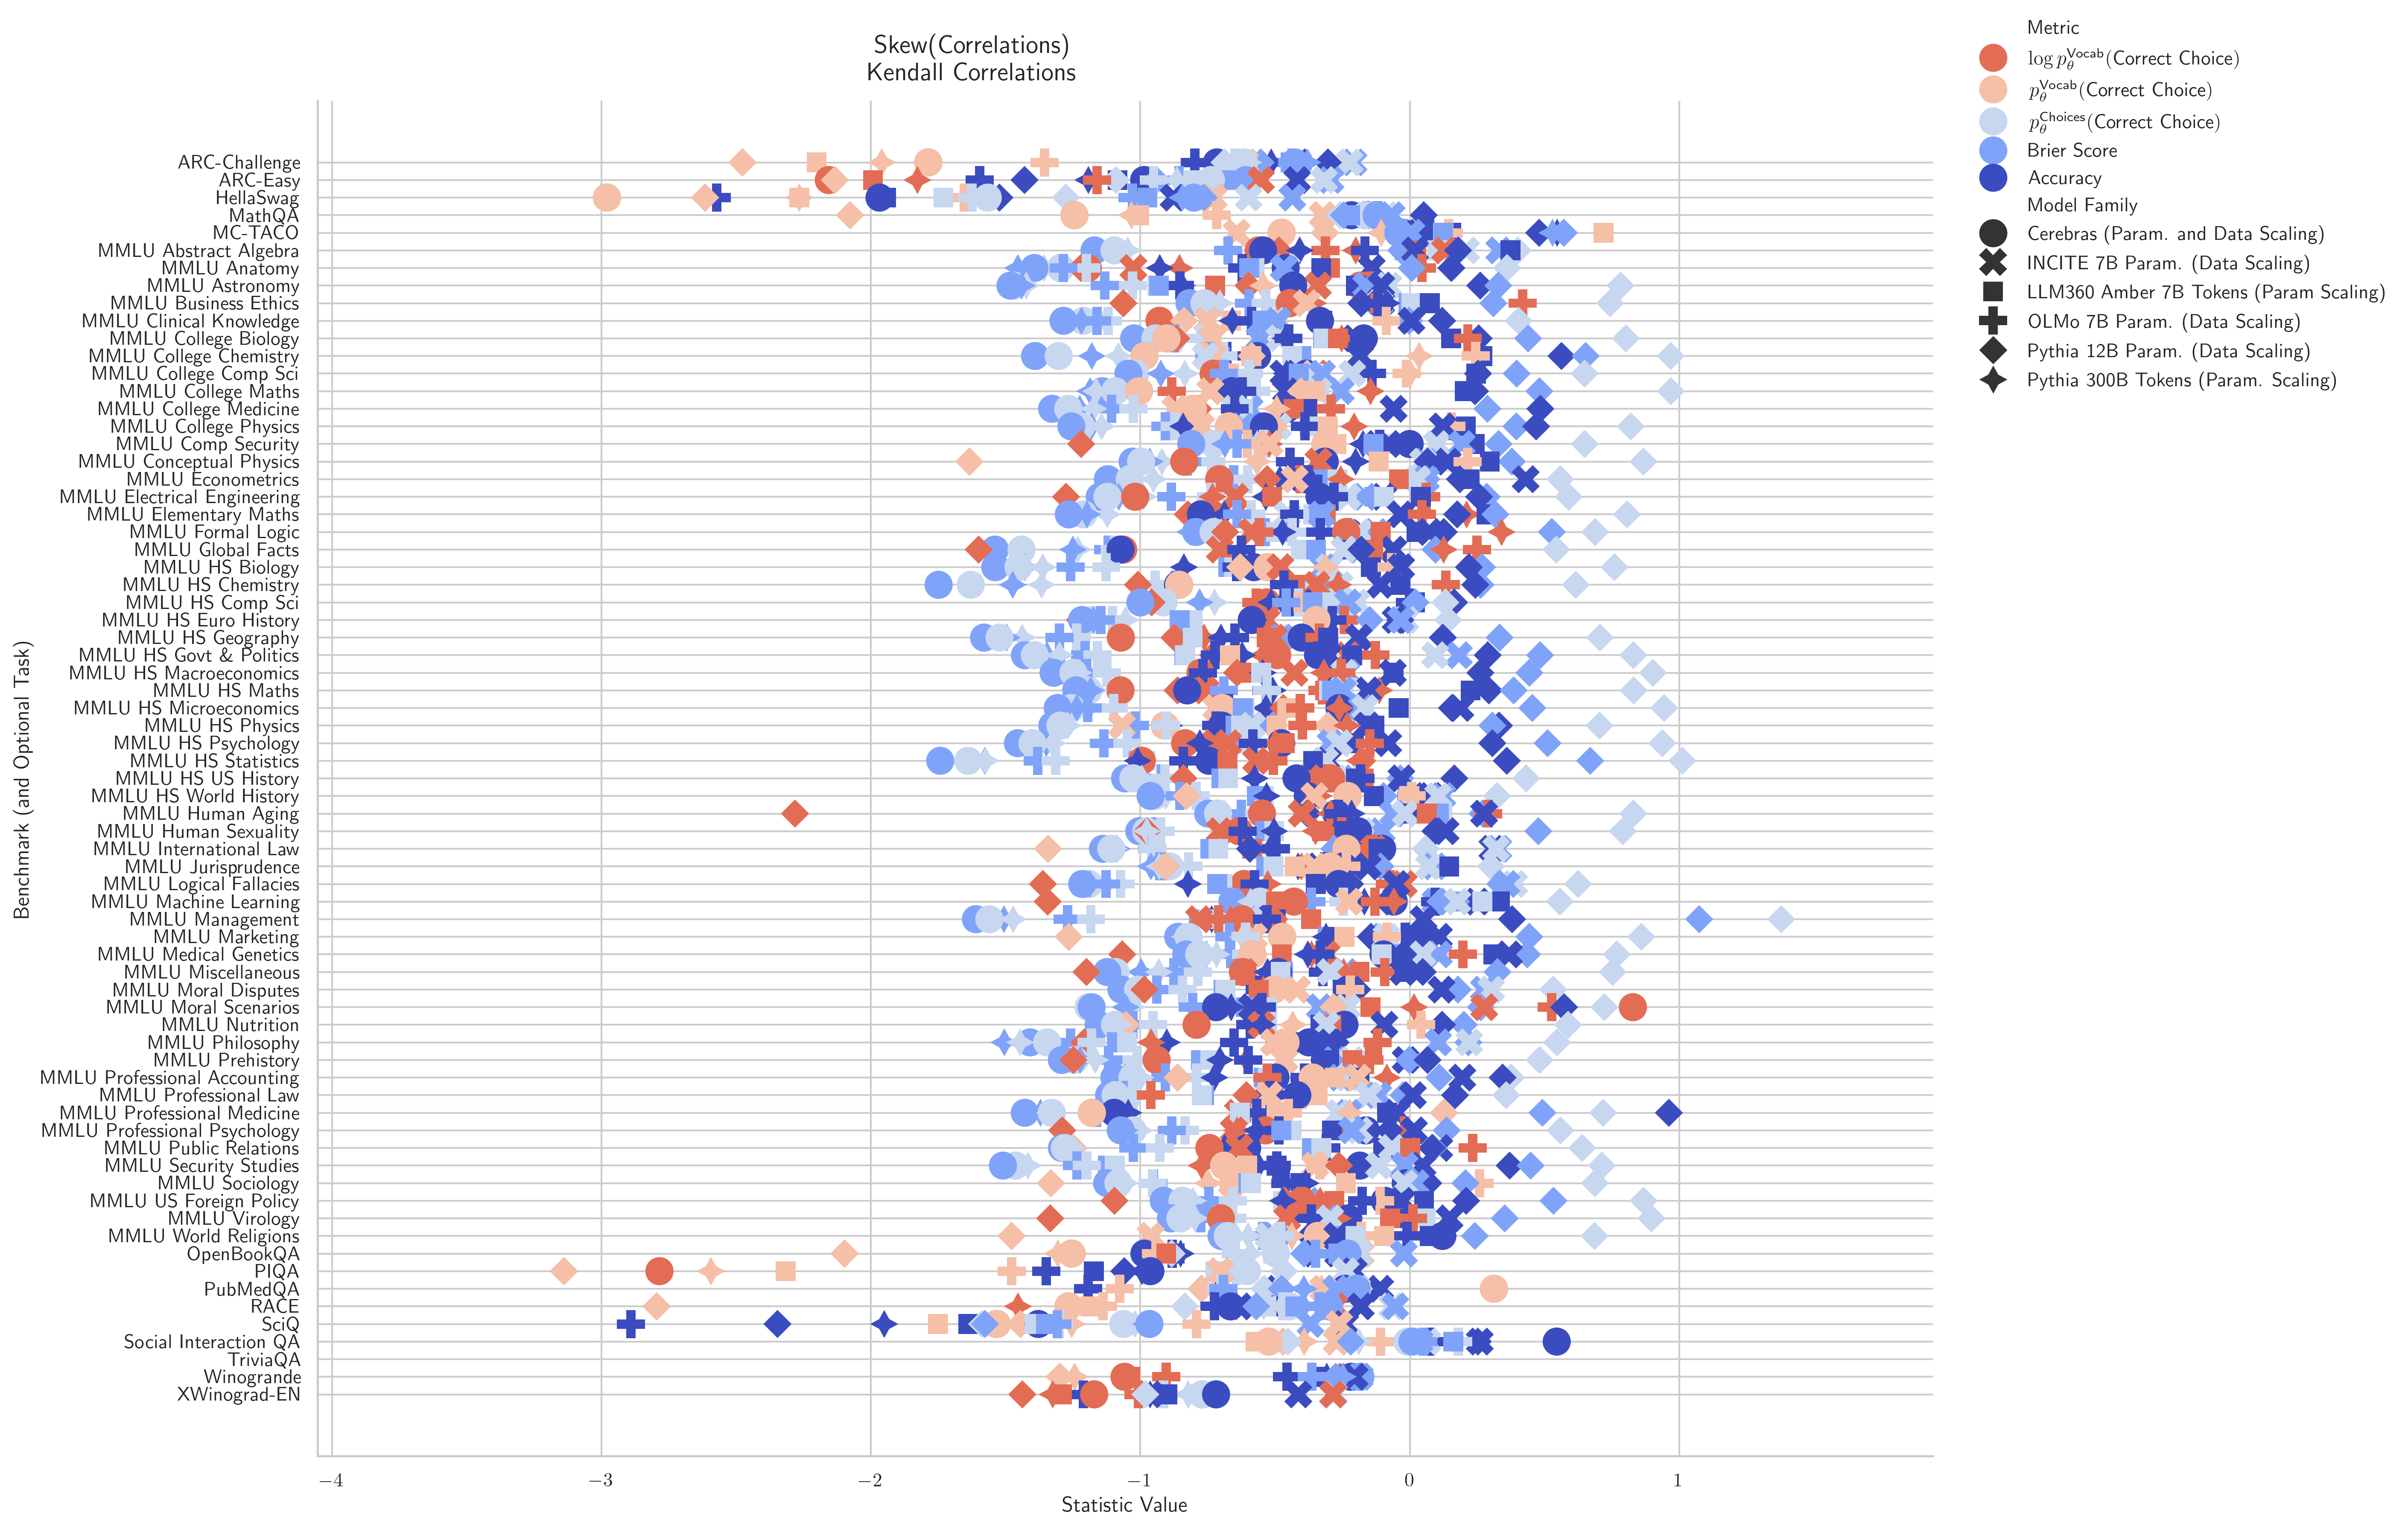 Skew(Correlations)
Kendall Correlations
Metric
log p_θ^Vocab(Correct Choice)
p_θ^Vocab(Correct Choice)
p_θ^Choices(Correct Choice)
Brier Score
Accuracy
Model Family
Cerebras (Param. and Data Scaling)
INCITE 7B Param. (Data Scaling)
LLM360 Amber 7B Tokens (Param Scaling)
OLMo 7B Param. (Data Scaling)
Pythia 12B Param. (Data Scaling)
Pythia 300B Tokens (Param. Scaling)
Benchmark (and Optional Task)
ARC-Challenge
ARC-Easy
HellaSwag
MathQA
MC-TACO
MMLU Abstract Algebra
MMLU Anatomy
MMLU Astronomy
MMLU Business Ethics
MMLU Clinical Knowledge
MMLU College Biology
MMLU College Chemistry
MMLU College Comp Sci
MMLU College Maths
MMLU College Medicine
MMLU College Physics
MMLU Comp Security
MMLU Conceptual Physics
MMLU Econometrics
MMLU Electrical Engineering
MMLU Elementary Maths
MMLU Formal Logic
MMLU Global Facts
MMLU HS Biology
MMLU HS Chemistry
MMLU HS Comp Sci
MMLU HS Euro History
MMLU HS Geography
MMLU HS Govt & Politics
MMLU HS Macroeconomics
MMLU HS Maths
MMLU HS Microeconomics
MMLU HS Physics
MMLU HS Psychology
MMLU HS Statistics
MMLU HS US History
MMLU HS World History
MMLU Human Aging
MMLU Human Sexuality
MMLU International Law
MMLU Jurisprudence
MMLU Logical Fallacies
MMLU Machine Learning
MMLU Management
MMLU Marketing
MMLU Medical Genetics
MMLU Miscellaneous
MMLU Moral Disputes
MMLU Moral Scenarios
MMLU Nutrition
MMLU Philosophy
MMLU Prehistory
MMLU Professional Accounting
MMLU Professional Law
MMLU Professional Medicine
MMLU Professional Psychology
MMLU Public Relations
MMLU Security Studies
MMLU Sociology
MMLU US Foreign Policy
MMLU Virology
MMLU World Religions
OpenBookQA
PIQA
PubMedQA
RACE
SciQ
Social Interaction QA
TriviaQA
Winogrande
XWinograd-EN
−4 −3 −2 −1 0 1
Statistic Value